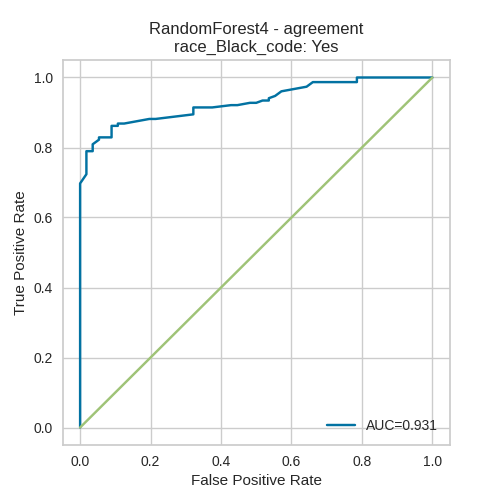 RandomForest4 - agreement
race_Black_code: Yes
1.0
0.8
0.6
0.4
0.2
0.0
True Positive Rate
AUC=0.931
0.0 0.2 0.4 0.6 0.8 1.0
False Positive Rate